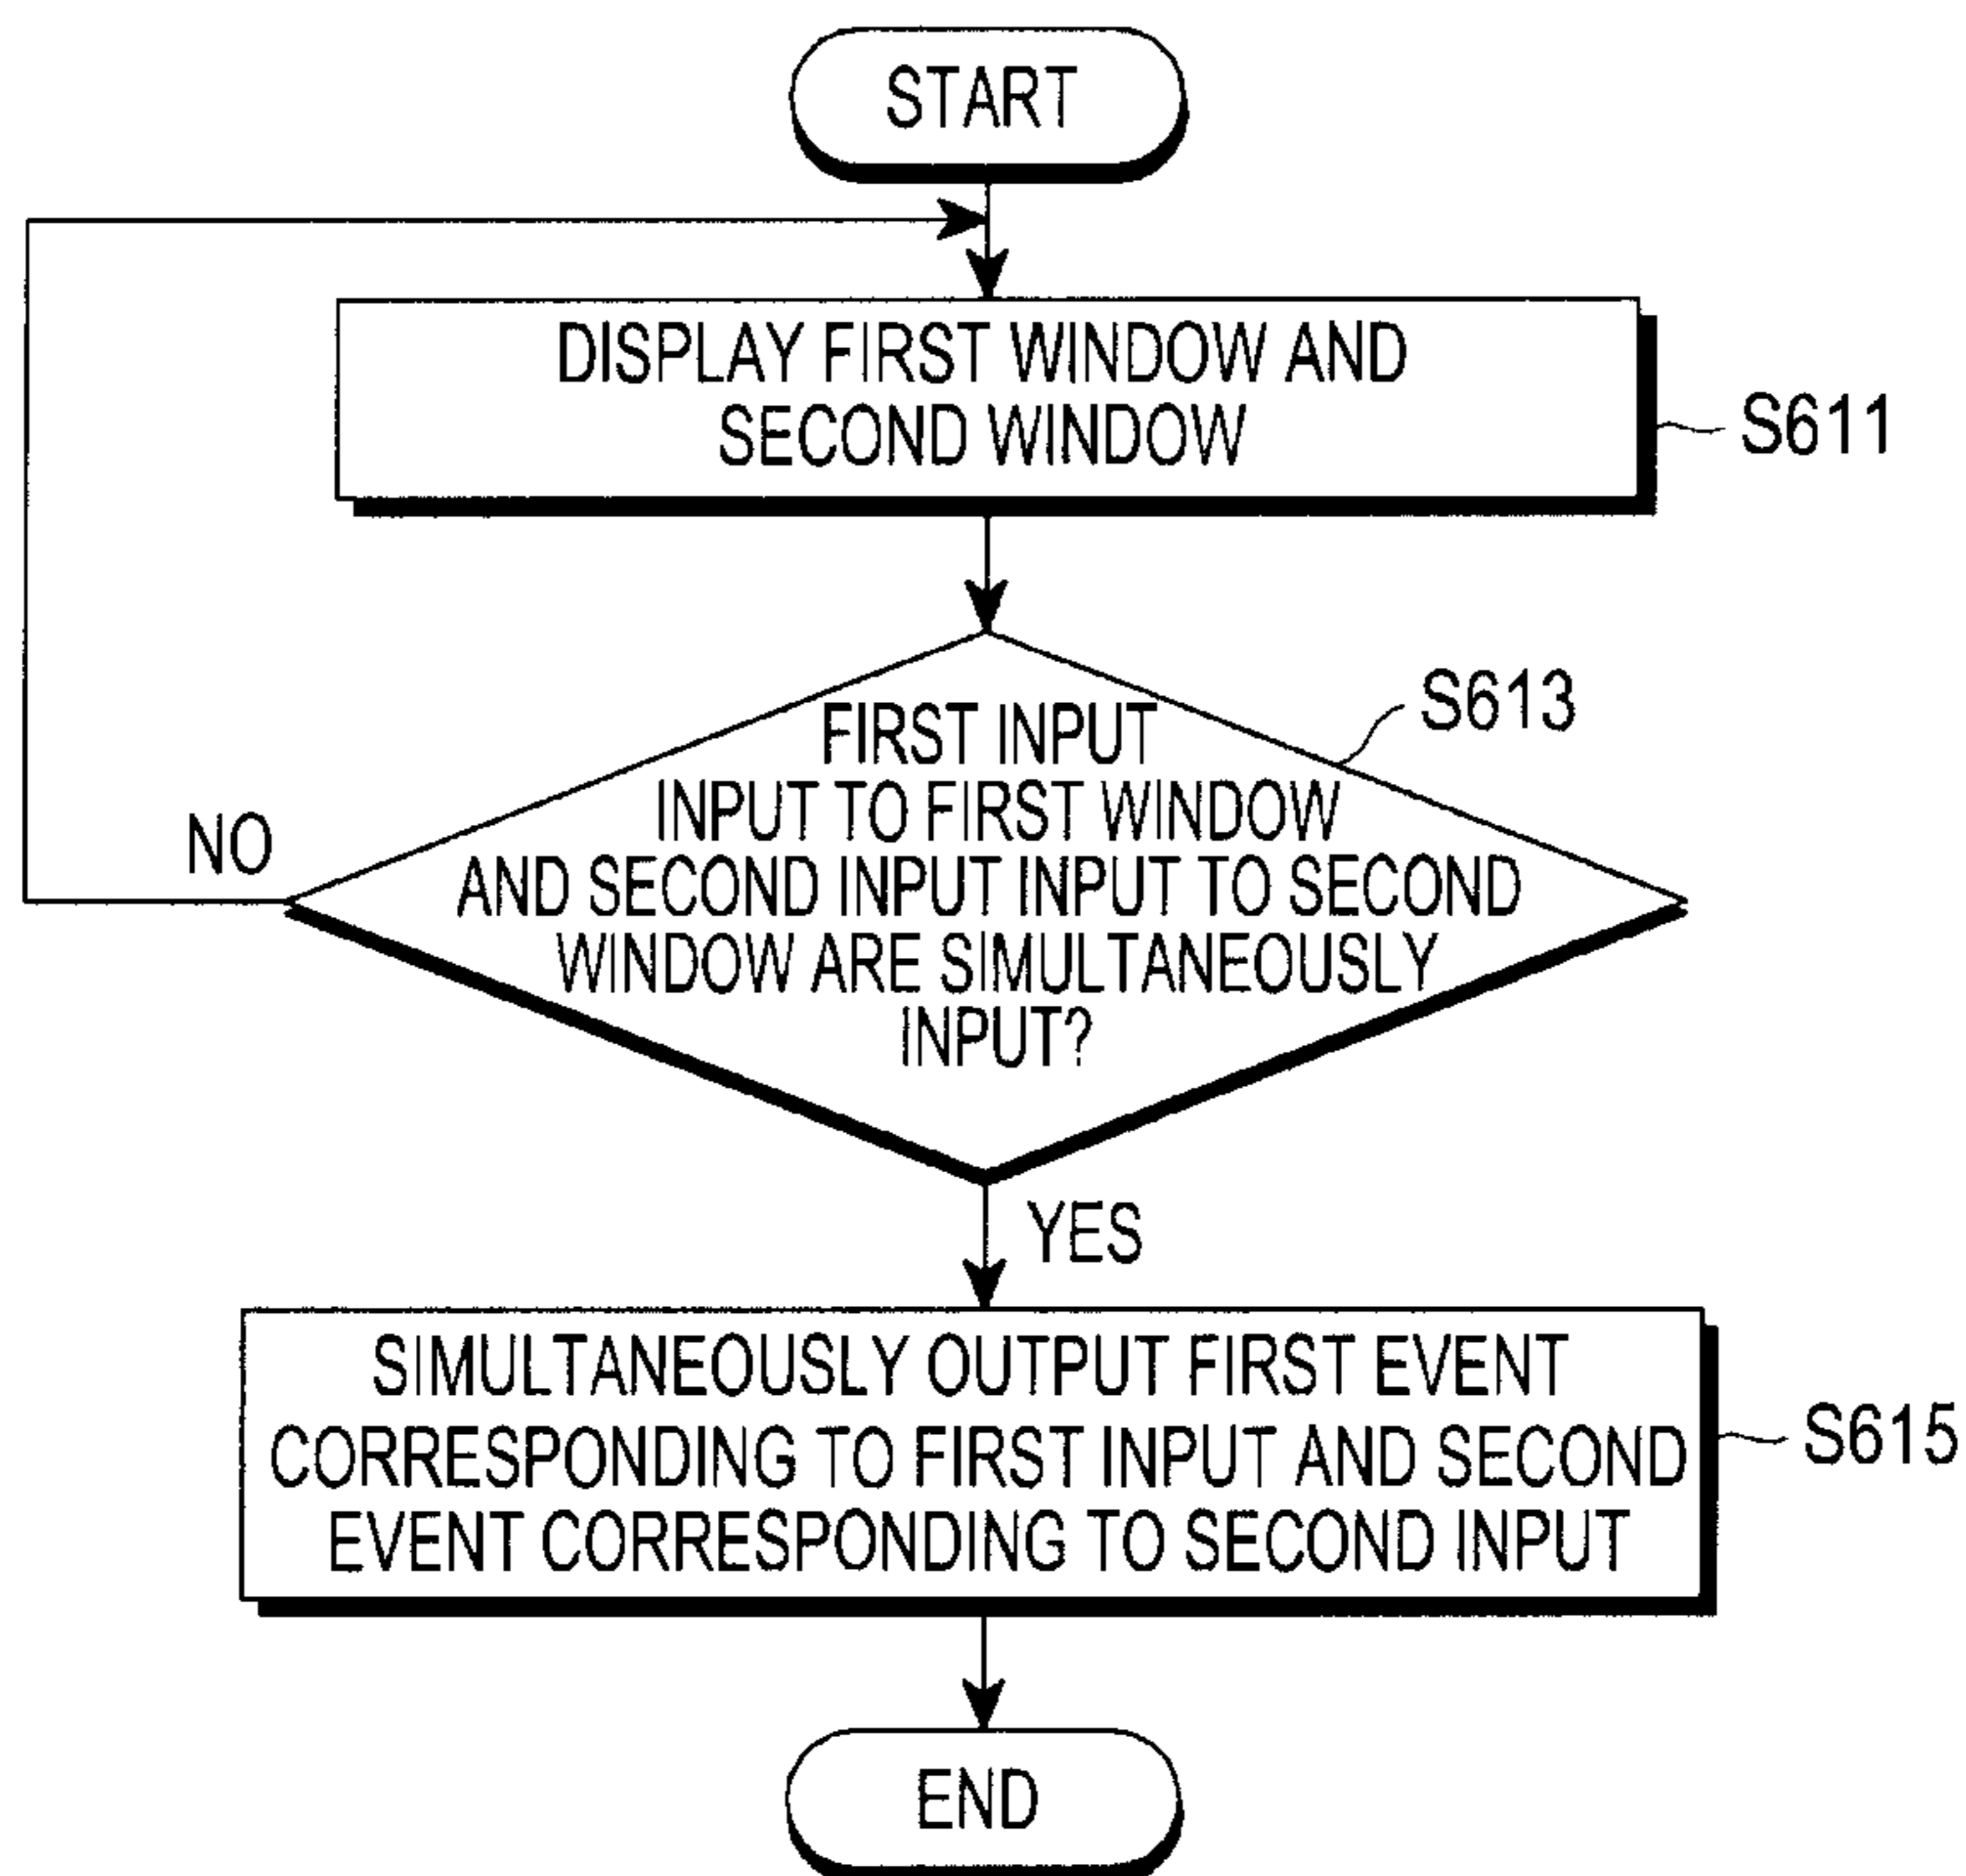 START
DISPLAY FIRST WINDOW AND
SECOND WINDOW
S611
S613
FIRST INPUT
INPUT TO FIRST WINDOW
AND SECOND INPUT INPUT TO SECOND
WINDOW ARE SIMULTANEOUSLY
INPUT?
NO
YES
SIMULTANEOUSLY OUTPUT FIRST EVENT
CORRESPONDING TO FIRST INPUT AND SECOND
EVENT CORRESPONDING TO SECOND INPUT
S615
END